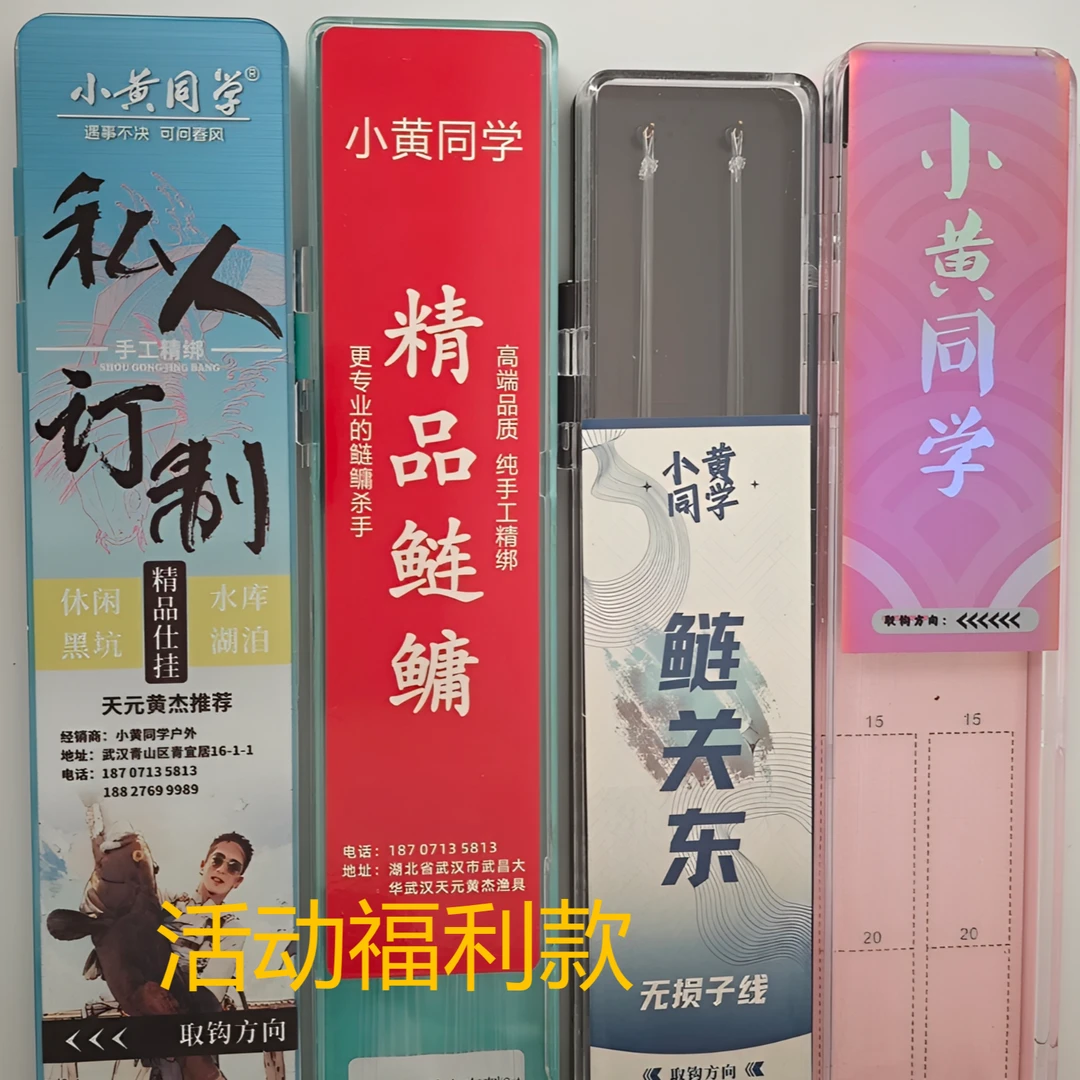 小黄同学®
遇事不决 可问春风
私人
手工精绑
SHOU GONG JING BANG
订制
精品仕挂
休闲
水库
黑坑
湖泊
天元黄杰推荐
经销商：小黄同学户外
地址：武汉青山区青宜居16-1-1
电话：187 0713 5813
188 2769 9989
取钩方向
小黄同学
精品鲢鳙
高端品质 纯手工精绑
更专业的鲢鳙杀手
电话：187 0713 5813
地址：湖北省武汉市武昌大
华武汉天元黄杰渔具
活动福利款
小黄
同学
鲢关东
无损子线
取钩方向
小黄同学
取钩方向：
15
15
20
20